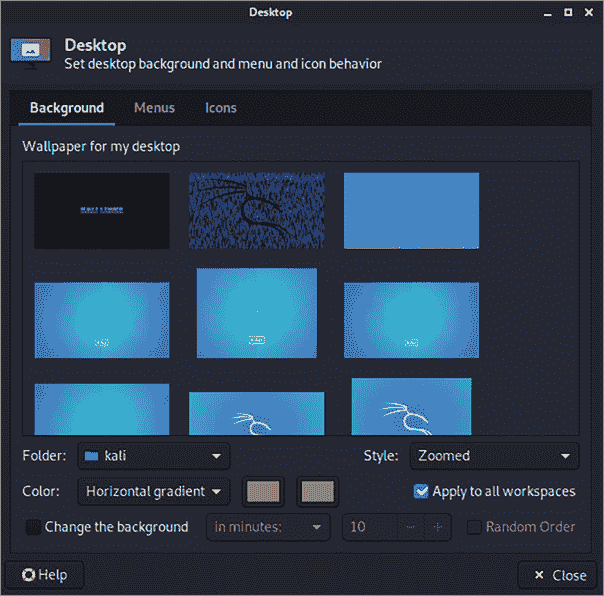 Desktop
Desktop
Set desktop background and menu and icon behavior
Background Menus Icons
Wallpaper for my desktop
Folder: kali Style: Zoomed
Color: Horizontal gradient Apply to all workspaces
Change the background in minutes: 10 - + Random Order
Help Close